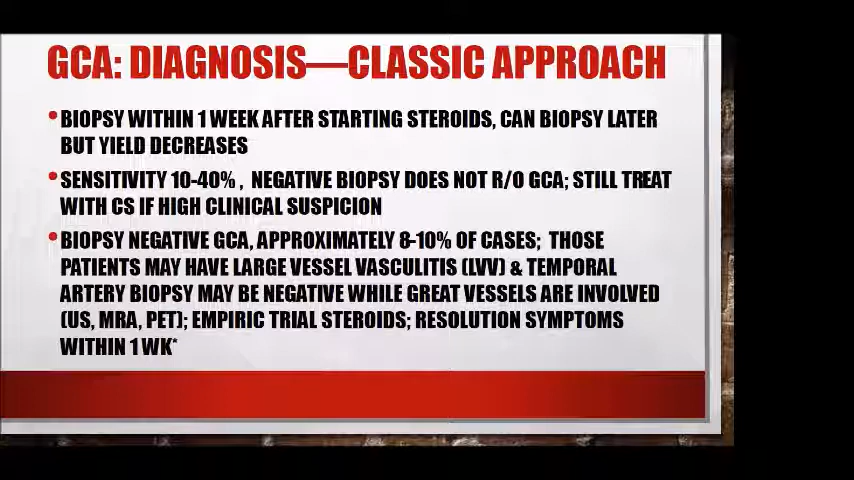 GCA: DIAGNOSIS—CLASSIC APPROACH
•BIOPSY WITHIN 1 WEEK AFTER STARTING STEROIDS, CAN BIOPSY LATER
BUT YIELD DECREASES
•SENSITIVITY 10-40% , NEGATIVE BIOPSY DOES NOT R/O GCA; STILL TREAT
WITH CS IF HIGH CLINICAL SUSPICION
•BIOPSY NEGATIVE GCA, APPROXIMATELY 8-10% OF CASES; THOSE
PATIENTS MAY HAVE LARGE VESSEL VASCULITIS (LVV) & TEMPORAL
ARTERY BIOPSY MAY BE NEGATIVE WHILE GREAT VESSELS ARE INVOLVED
(US, MRA, PET); EMPIRIC TRIAL STEROIDS; RESOLUTION SYMPTOMS
WITHIN 1 WK*